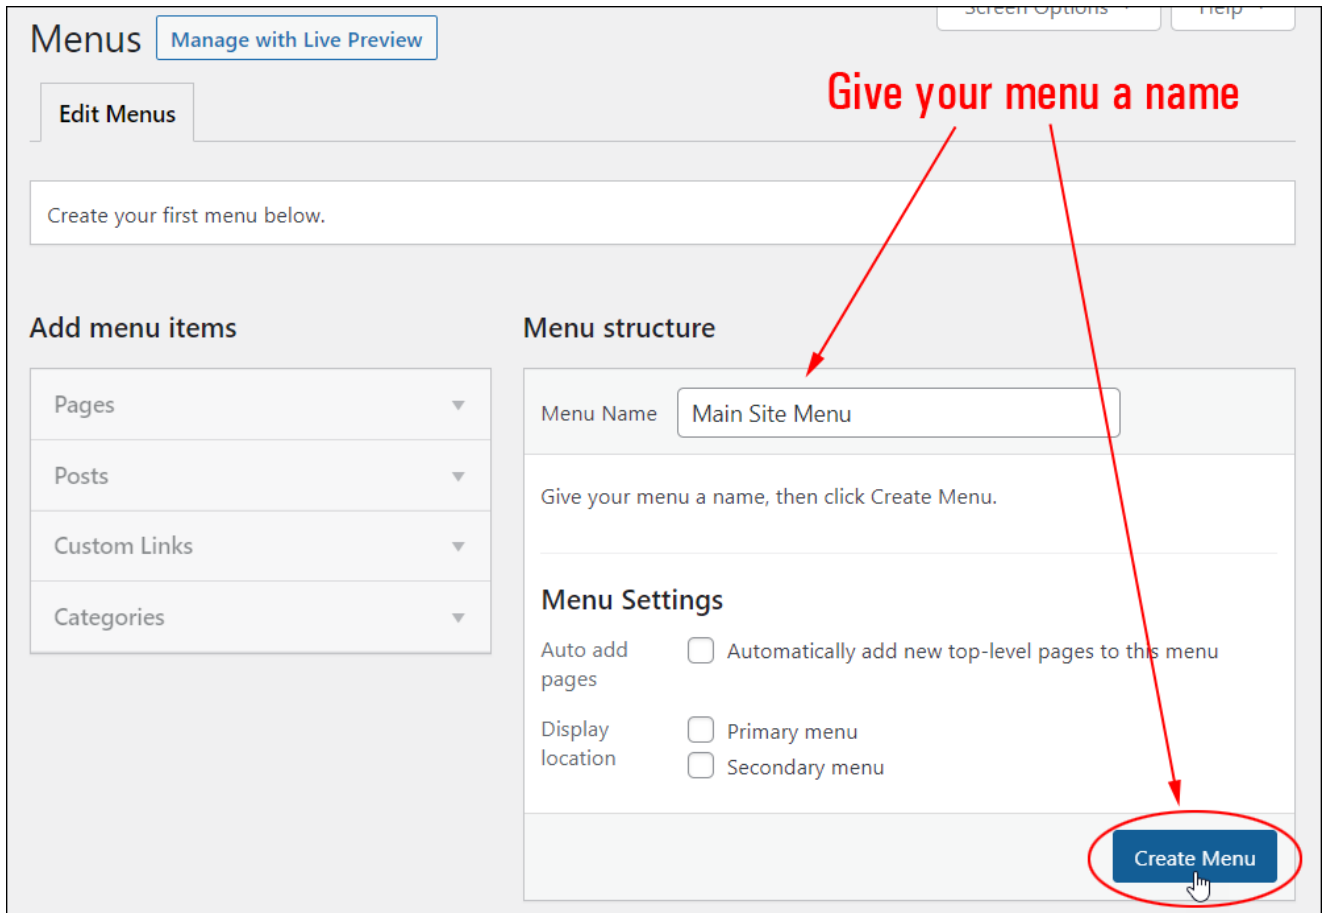 Screen Options
Help
Menus
Manage with Live Preview
Give your menu a name
Edit Menus
Create your first menu below.
Add menu items
Menu structure
Pages
Posts
Custom Links
Categories
Menu Name
Main Site Menu
Give your menu a name, then click Create Menu.
Menu Settings
Auto add
pages
Automatically add new top-level pages to this menu
Display
location
Primary menu
Secondary menu
Create Menu